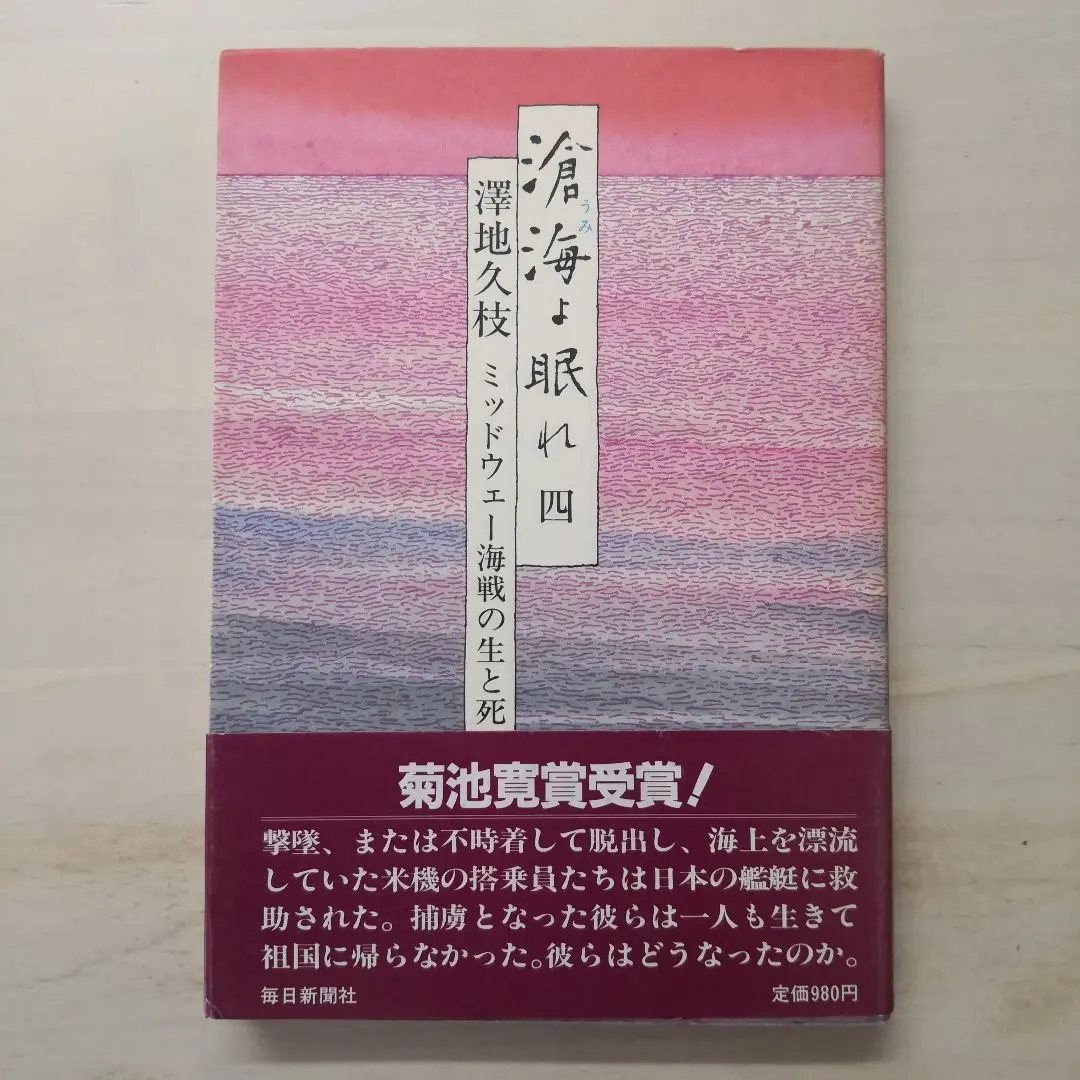 滄海よ眠れ 四
うみ
澤地久枝 ミッドウェー海戦の生と死
菊池寛賞受賞!
撃墜、または不時着して脱出し、海上を漂流
していた米機の搭乗員たちは日本の艦艇に救
助された。捕虜となった彼らは一人も生きて
祖国に帰らなかった。彼らはどうなったのか。
毎日新聞社
定価980円